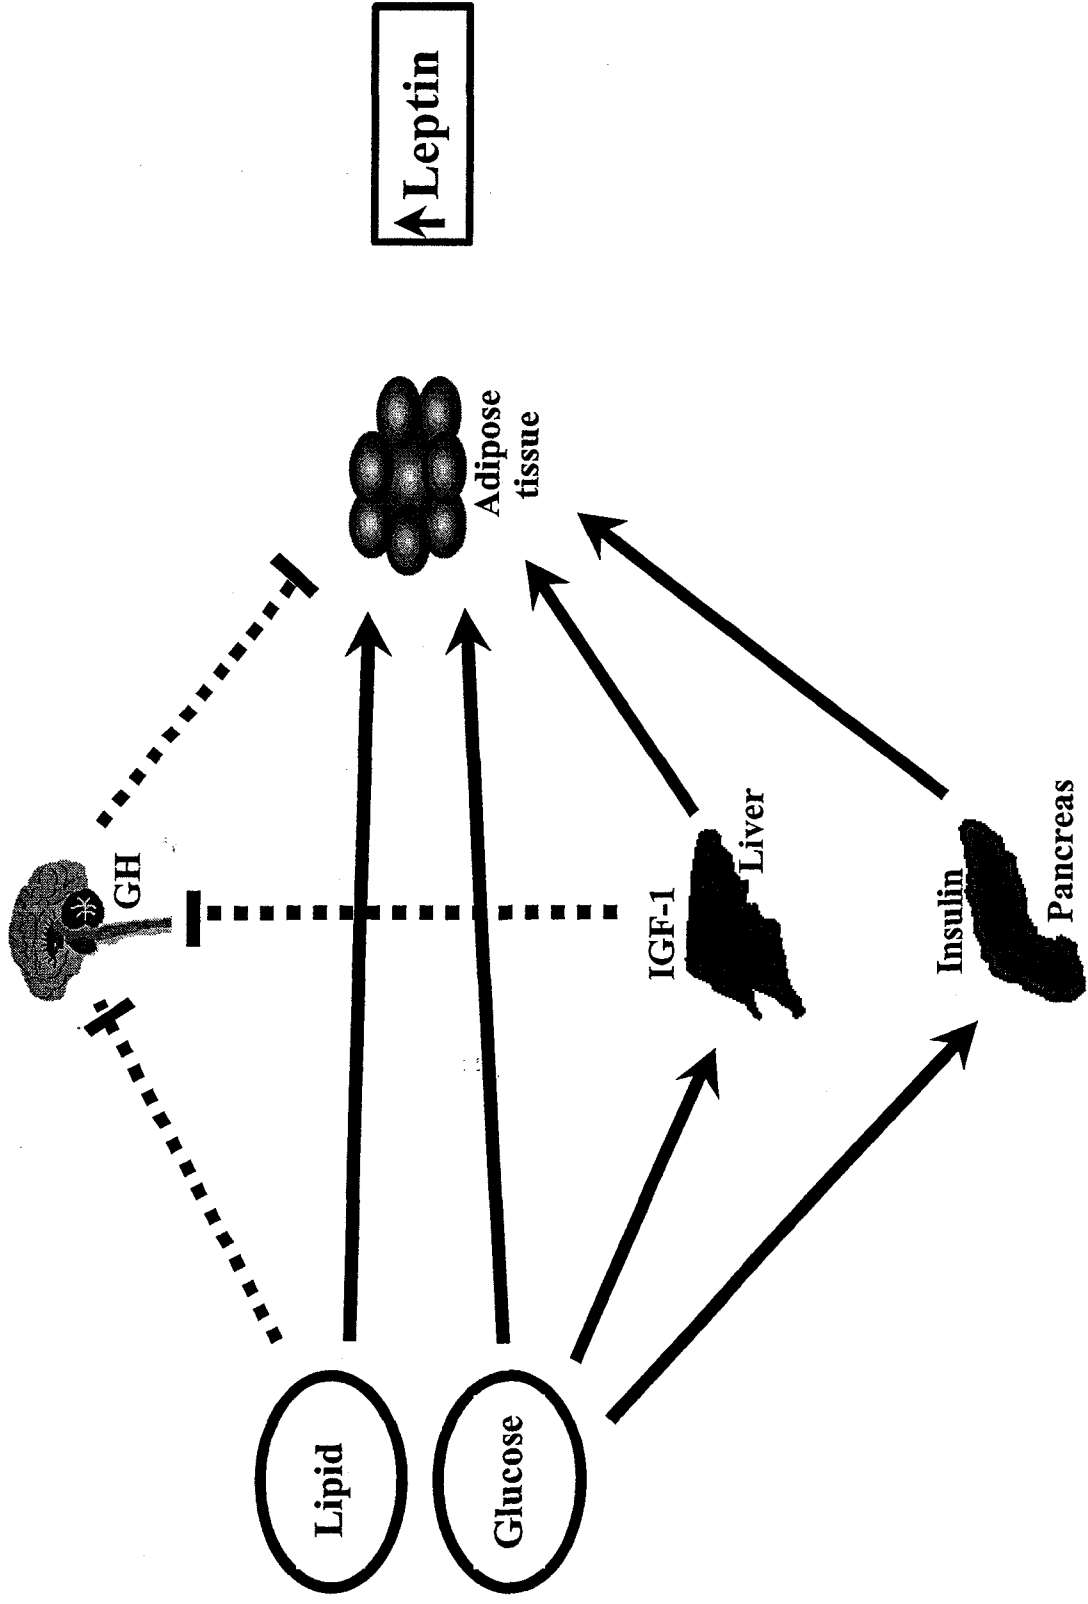 GH
Lipid
Glucose
Adipose
tissue
↑Leptin
IGF-1
Liver
Insulin
Pancreas